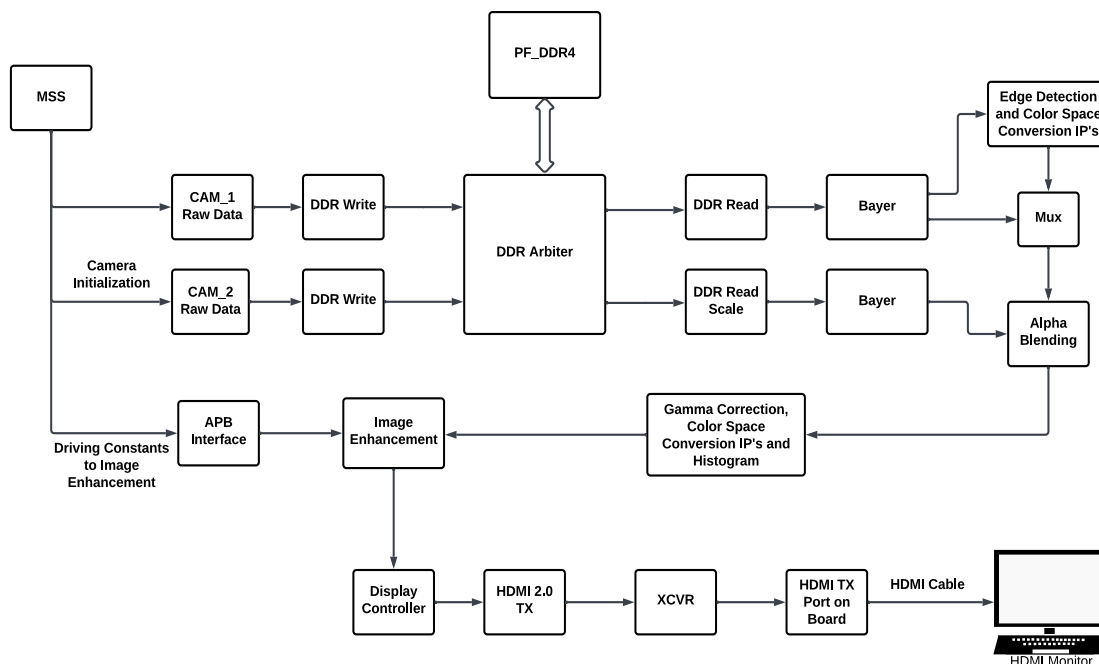 PF_DDR4
MSS
Edge Detection
and Color Space
Conversion IP's
CAM_1
Raw Data
DDR Write
DDR Arbiter
DDR Read
Bayer
Mux
Camera
Initialization
CAM_2
Raw Data
DDR Write
DDR Read
Scale
Bayer
Alpha
Blending
APB
Interface
Image
Enhancement
Gamma Correction,
Color Space
Conversion IP's and
Histogram
Driving Constants
to Image
Enhancement
Display
Controller
HDMI 2.0
TX
XCVR
HDMI TX
Port on
Board
HDMI Cable
HDMI Monitor